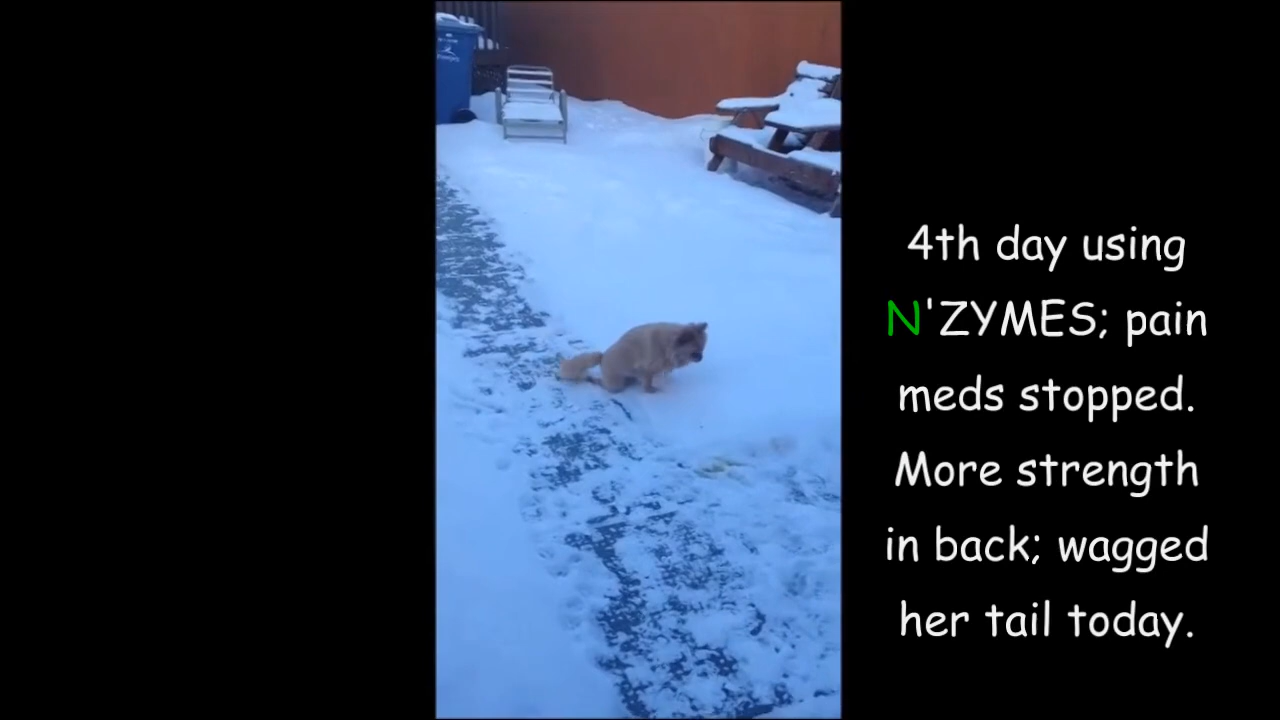 4th day using
N'ZYMES; pain
meds stopped.
More strength
in back; wagged
her tail today.